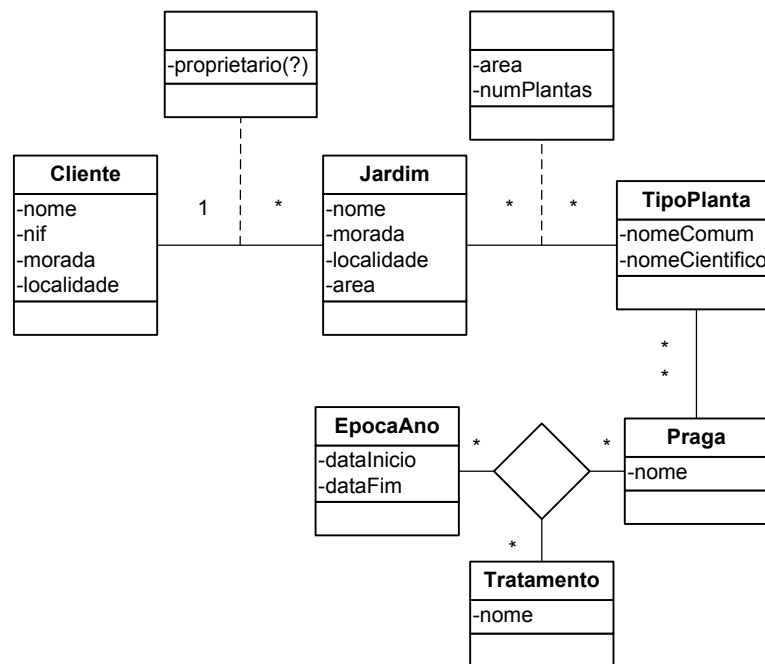 -proprietario(?)
-area
-numPlantas
Cliente
-nome
-nif
-morada
-localidade
1
*
Jardim
-nome
-morada
-localidade
-area
*
*
TipoPlanta
-nomeComum
-nomeCientifico
*
*
EpocaAno
-dataInicio
-dataFim
*
*
Praga
-nome
*
Tratamento
-nome